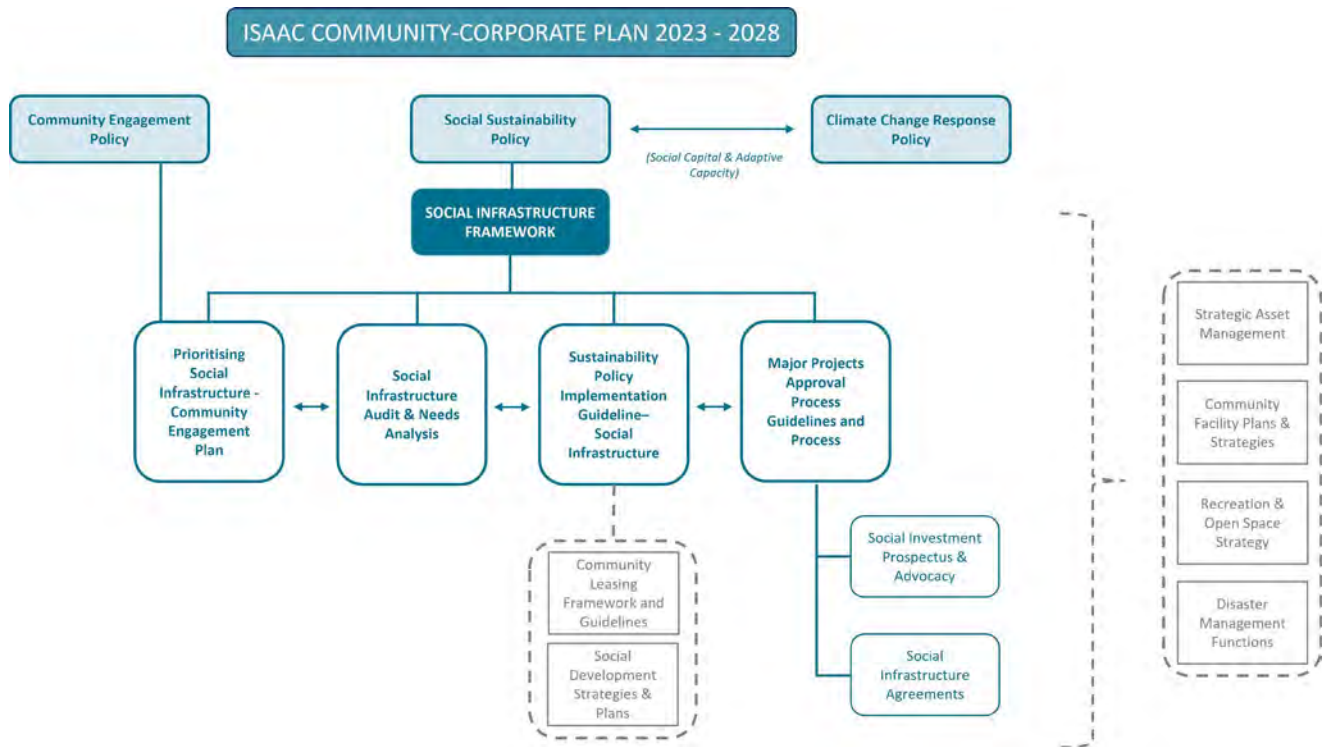 ISAAC COMMUNITY-CORPORATE PLAN 2023 - 2028
Community Engagement
Policy
Social Sustainability
Policy
Climate Change Response
Policy
(Social Capital & Adaptive
Capacity)
SOCIAL INFRASTRUCTURE
FRAMEWORK
Prioritising
Social
Infrastructure -
Community
Engagement
Plan
Social
Infrastructure
Audit & Needs
Analysis
Sustainability
Policy
Implementation
Guideline–
Social
Infrastructure
Major Projects
Approval
Process
Guidelines and
Process
Community
Leasing
Framework and
Guidelines
Social
Development
Strategies &
Plans
Social Investment
Prospectus &
Advocacy
Social
Infrastructure
Agreements
Strategic Asset
Management
Community
Facility Plans &
Strategies
Recreation &
Open Space
Strategy
Disaster
Management
Functions